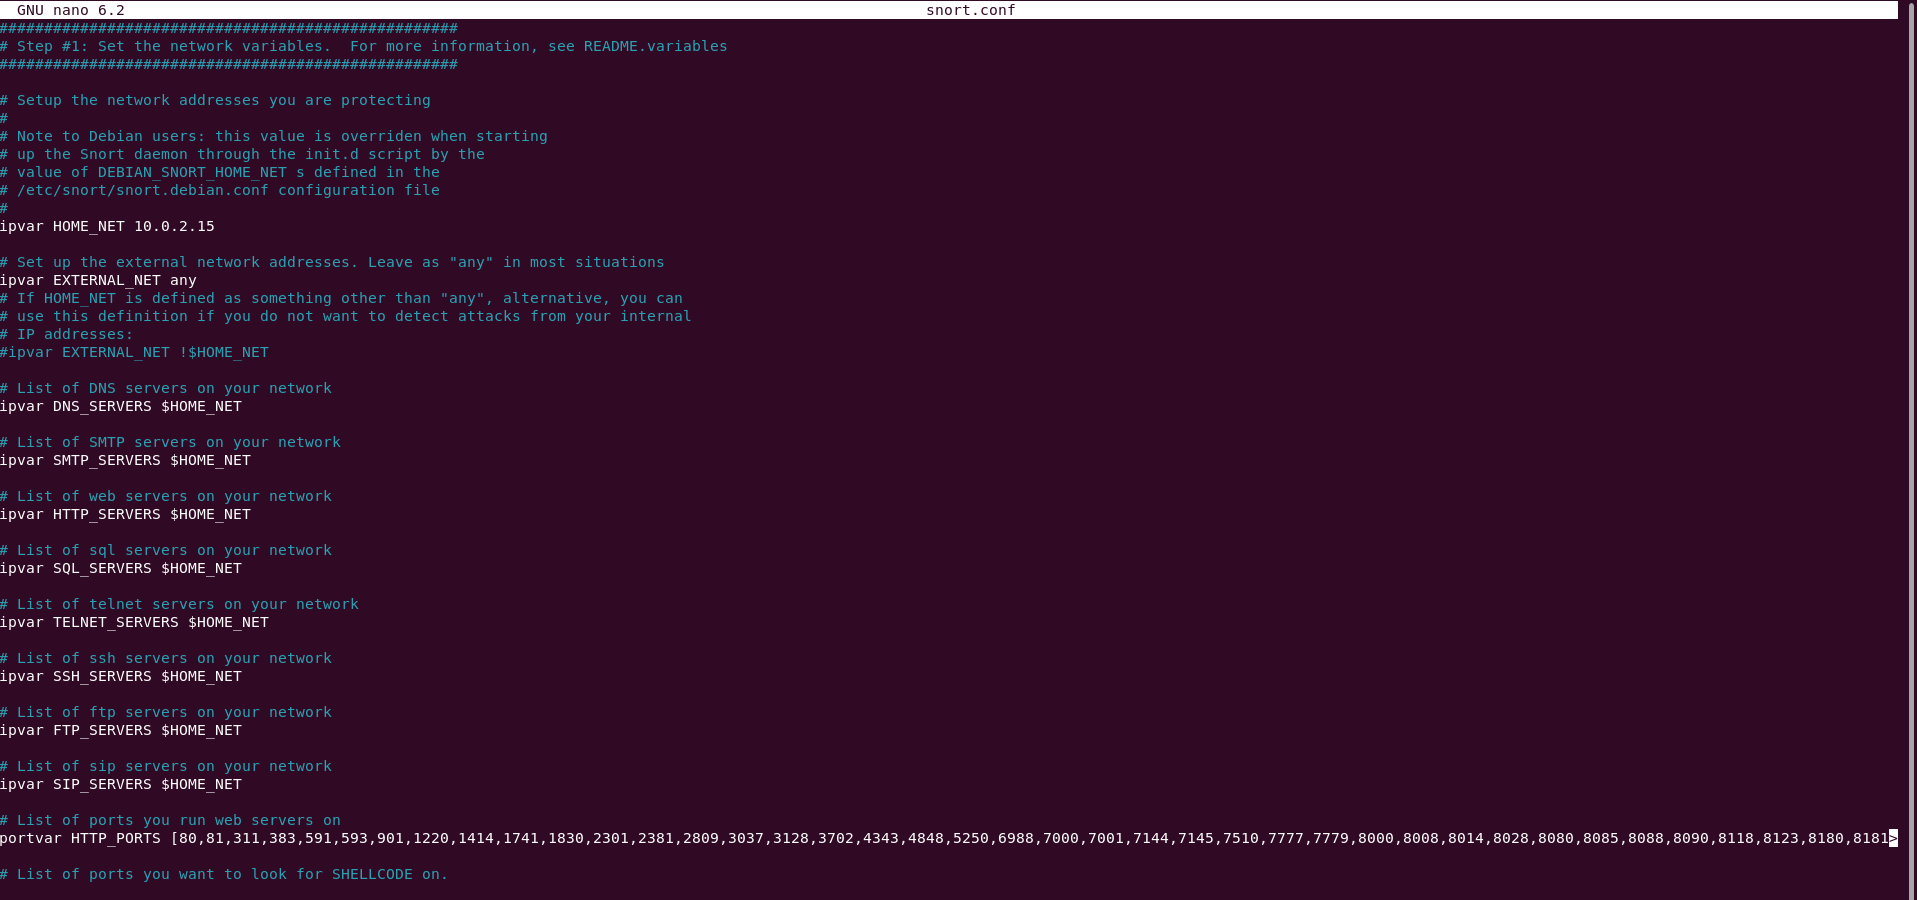 GNU nano 6.2 snort.conf
###################################################
# Step #1: Set the network variables.  For more information, see README.variables
###################################################
# Setup the network addresses you are protecting
#
# Note to Debian users: this value is overriden when starting
# up the Snort daemon through the init.d script by the
# value of DEBIAN_SNORT_HOME_NET s defined in the
# /etc/snort/snort.debian.conf configuration file
#
ipvar HOME_NET 10.0.2.15
# Set up the external network addresses. Leave as "any" in most situations
ipvar EXTERNAL_NET any
# If HOME_NET is defined as something other than "any", alternative, you can
# use this definition if you do not want to detect attacks from your internal
# IP addresses:
#ipvar EXTERNAL_NET !$HOME_NET
# List of DNS servers on your network
ipvar DNS_SERVERS $HOME_NET
# List of SMTP servers on your network
ipvar SMTP_SERVERS $HOME_NET
# List of web servers on your network
ipvar HTTP_SERVERS $HOME_NET
# List of sql servers on your network
ipvar SQL_SERVERS $HOME_NET
# List of telnet servers on your network
ipvar TELNET_SERVERS $HOME_NET
# List of ssh servers on your network
ipvar SSH_SERVERS $HOME_NET
# List of ftp servers on your network
ipvar FTP_SERVERS $HOME_NET
# List of sip servers on your network
ipvar SIP_SERVERS $HOME_NET
# List of ports you run web servers on
portvar HTTP_PORTS [80,81,311,383,591,593,901,1220,1414,1741,1830,2301,2381,2809,3037,3128,3702,4343,4848,5250,6988,7000,7001,7144,7145,7510,7777,7779,8000,8008,8014,8028,8080,8085,8088,8090,8118,8123,8180,8181>
# List of ports you want to look for SHELLCODE on.